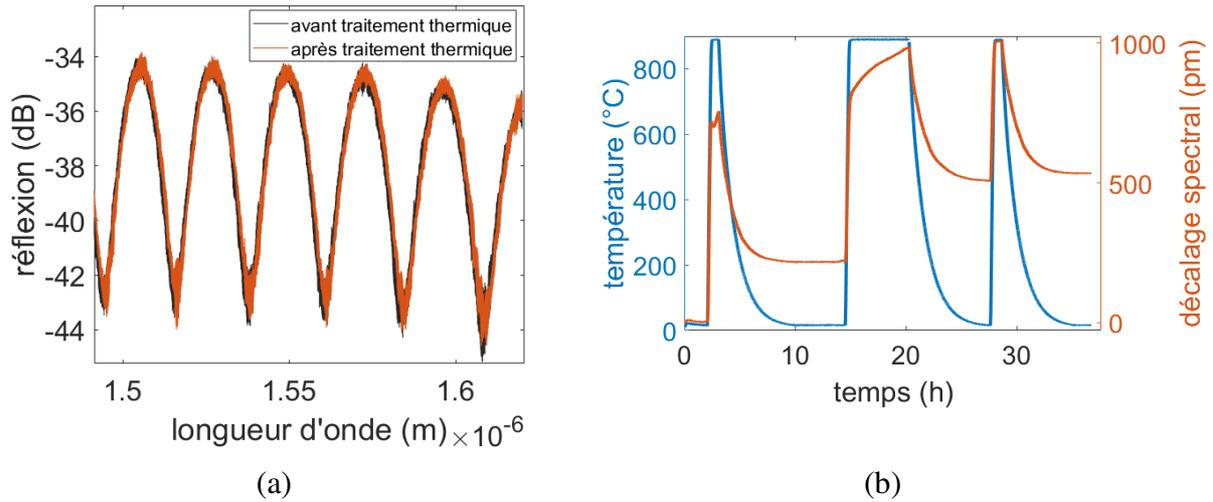 avant traitement thermique
après traitement thermique
réflexion (dB)
-34
-36
-38
-40
-42
-44
1.5
1.55
1.6
longueur d'onde (m)
×10⁻⁶
(a)
température (°C)
800
600
400
200
0
0
10
20
30
temps (h)
1000
500
0
décalage spectral (pm)
(b)